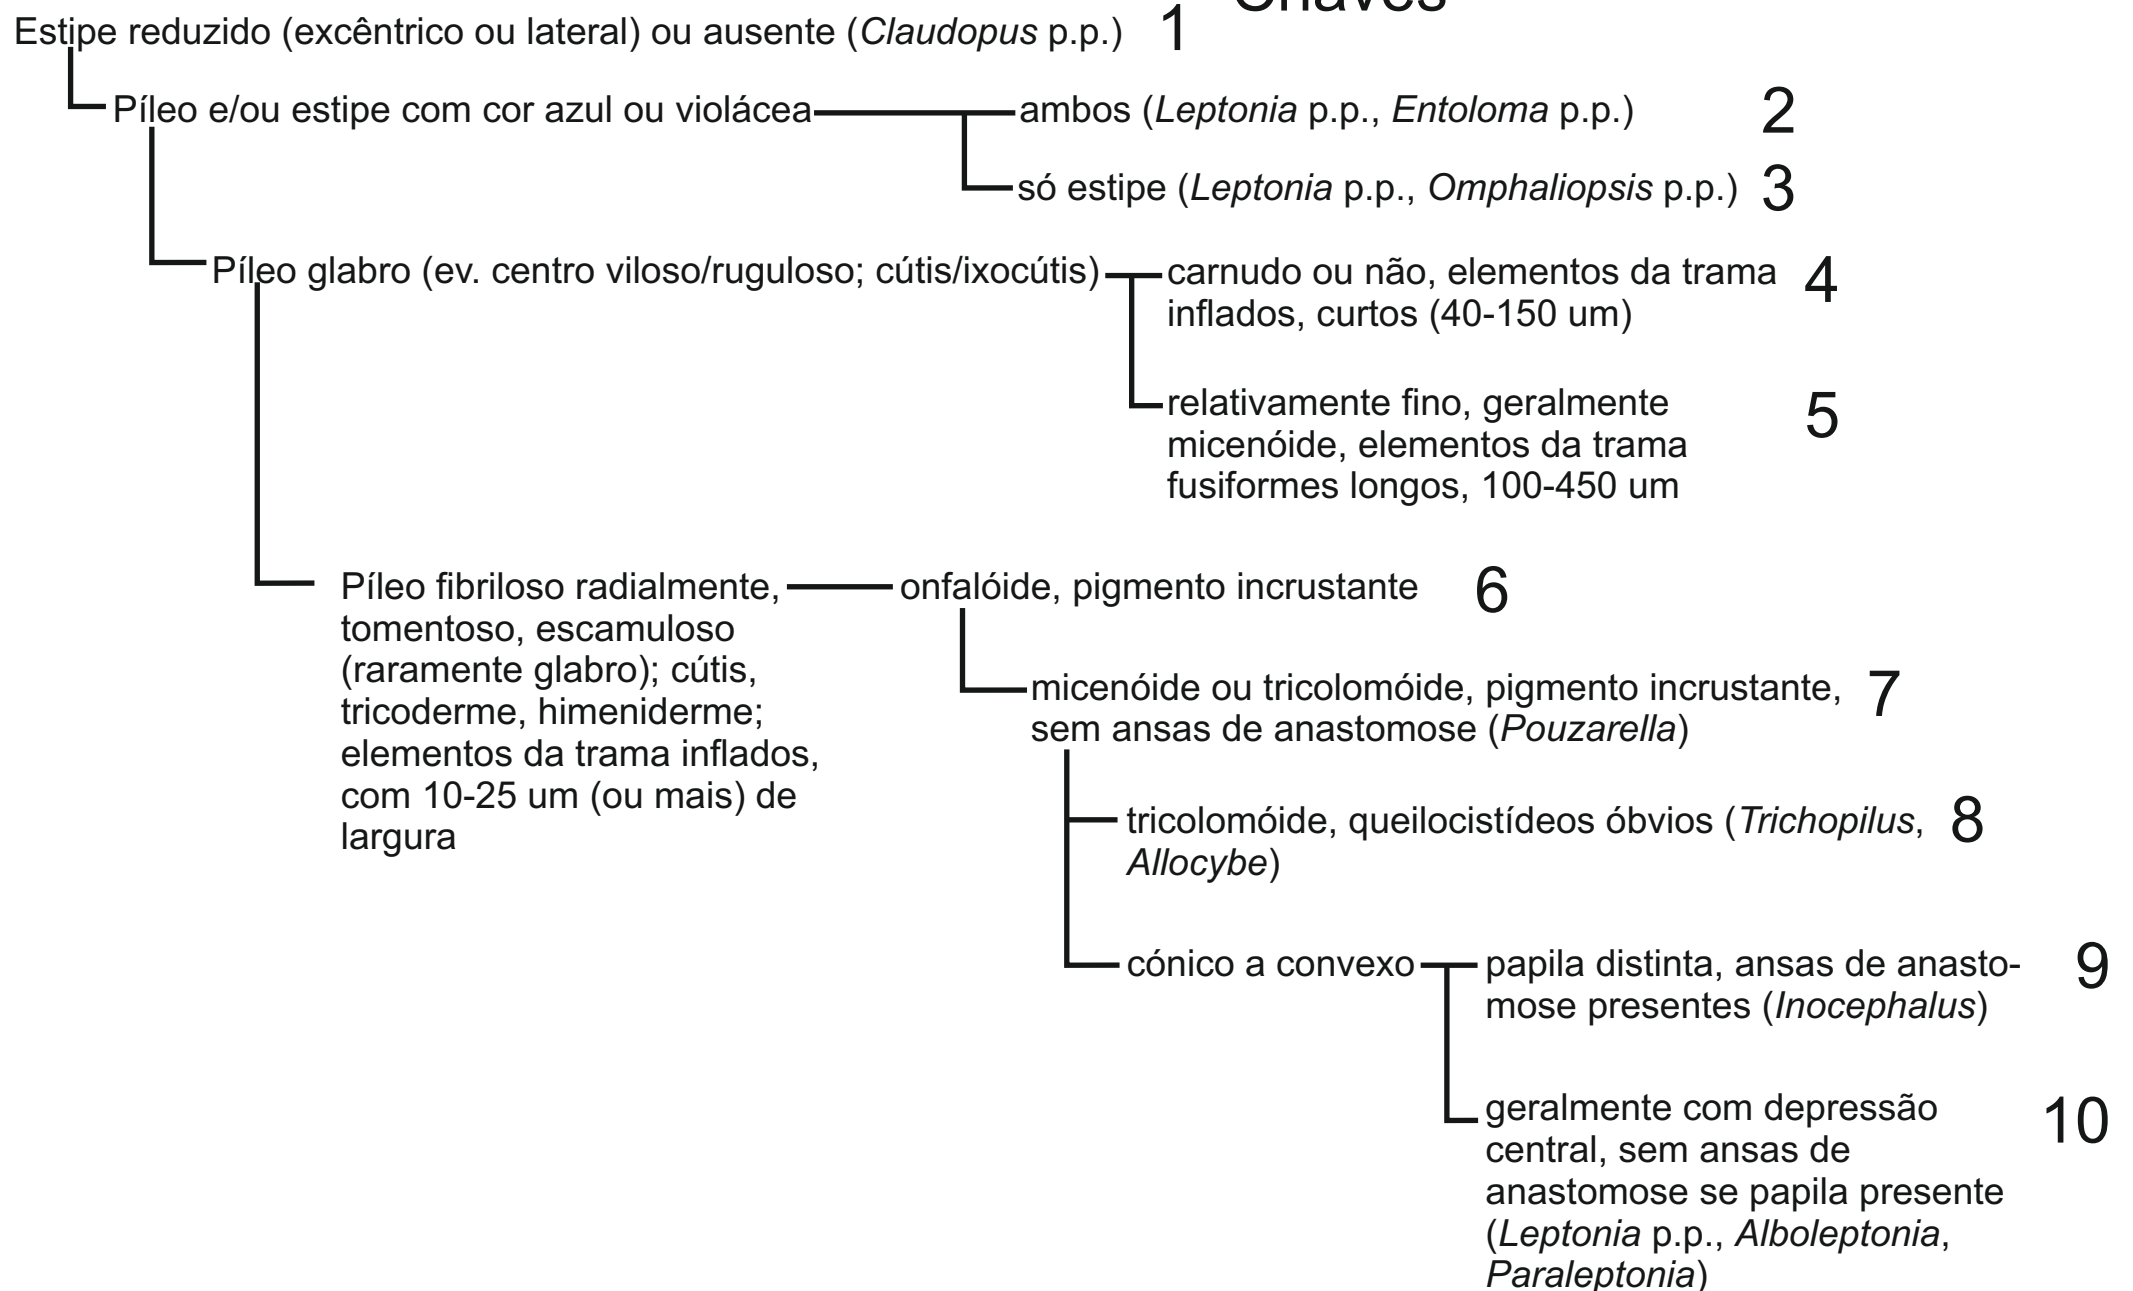 Chaves
Estipe reduzido (excêntrico ou lateral) ou ausente (Claudopus p.p.) 1
Píleo e/ou estipe com cor azul ou violácea
ambos (Leptonia p.p., Entoloma p.p.) 2
só estipe (Leptonia p.p., Omphaliopsis p.p.) 3
Píleo glabro (ev. centro viloso/ruguloso; cútis/ixocútis)
carnudo ou não, elementos da trama 4
inflados, curtos (40-150 um)
relativamente fino, geralmente 5
micenóide, elementos da trama
fusiformes longos, 100-450 um
Píleo fibriloso radialmente,
tomentoso, escamuloso
(raramente glabro); cútis,
tricoderme, himeniderme;
elementos da trama inflados,
com 10-25 um (ou mais) de
largura
onfalóide, pigmento incrustante 6
micenóide ou tricolomóide, pigmento incrustante, 7
sem ansas de anastomose (Pouzarella)
tricolomóide, queilocistídeos óbvios (Trichopilus, 8
Allocybe)
cónico a convexo
papila distinta, ansas de anasto- 9
mose presentes (Inocephalus)
geralmente com depressão 10
central, sem ansas de
anastomose se papila presente
(Leptonia p.p., Alboleptonia,
Paraleptonia)